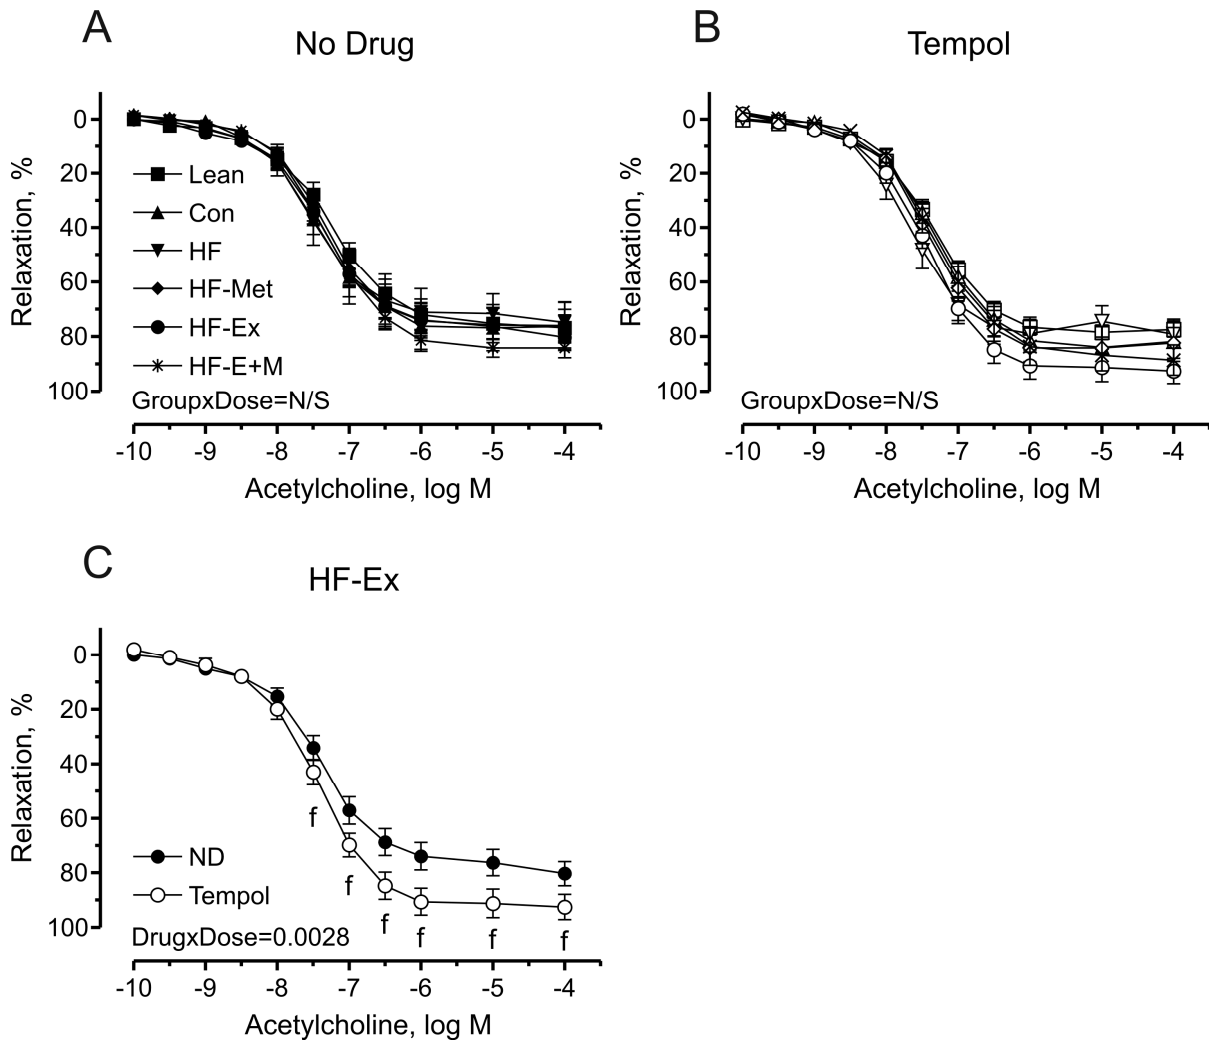 A
No Drug
Relaxation, %
0
20
40
60
80
100
Lean
Con
HF
HF-Met
HF-Ex
HF-E+M
GroupxDose=N/S
-10 -9 -8 -7 -6 -5 -4
Acetylcholine, log M
B
Tempol
Relaxation, %
0
20
40
60
80
100
GroupxDose=N/S
-10 -9 -8 -7 -6 -5 -4
Acetylcholine, log M
C
HF-Ex
Relaxation, %
0
20
40
60
80
100
ND
Tempol
f
f
f
f
f
f
DrugxDose=0.0028
-10 -9 -8 -7 -6 -5 -4
Acetylcholine, log M